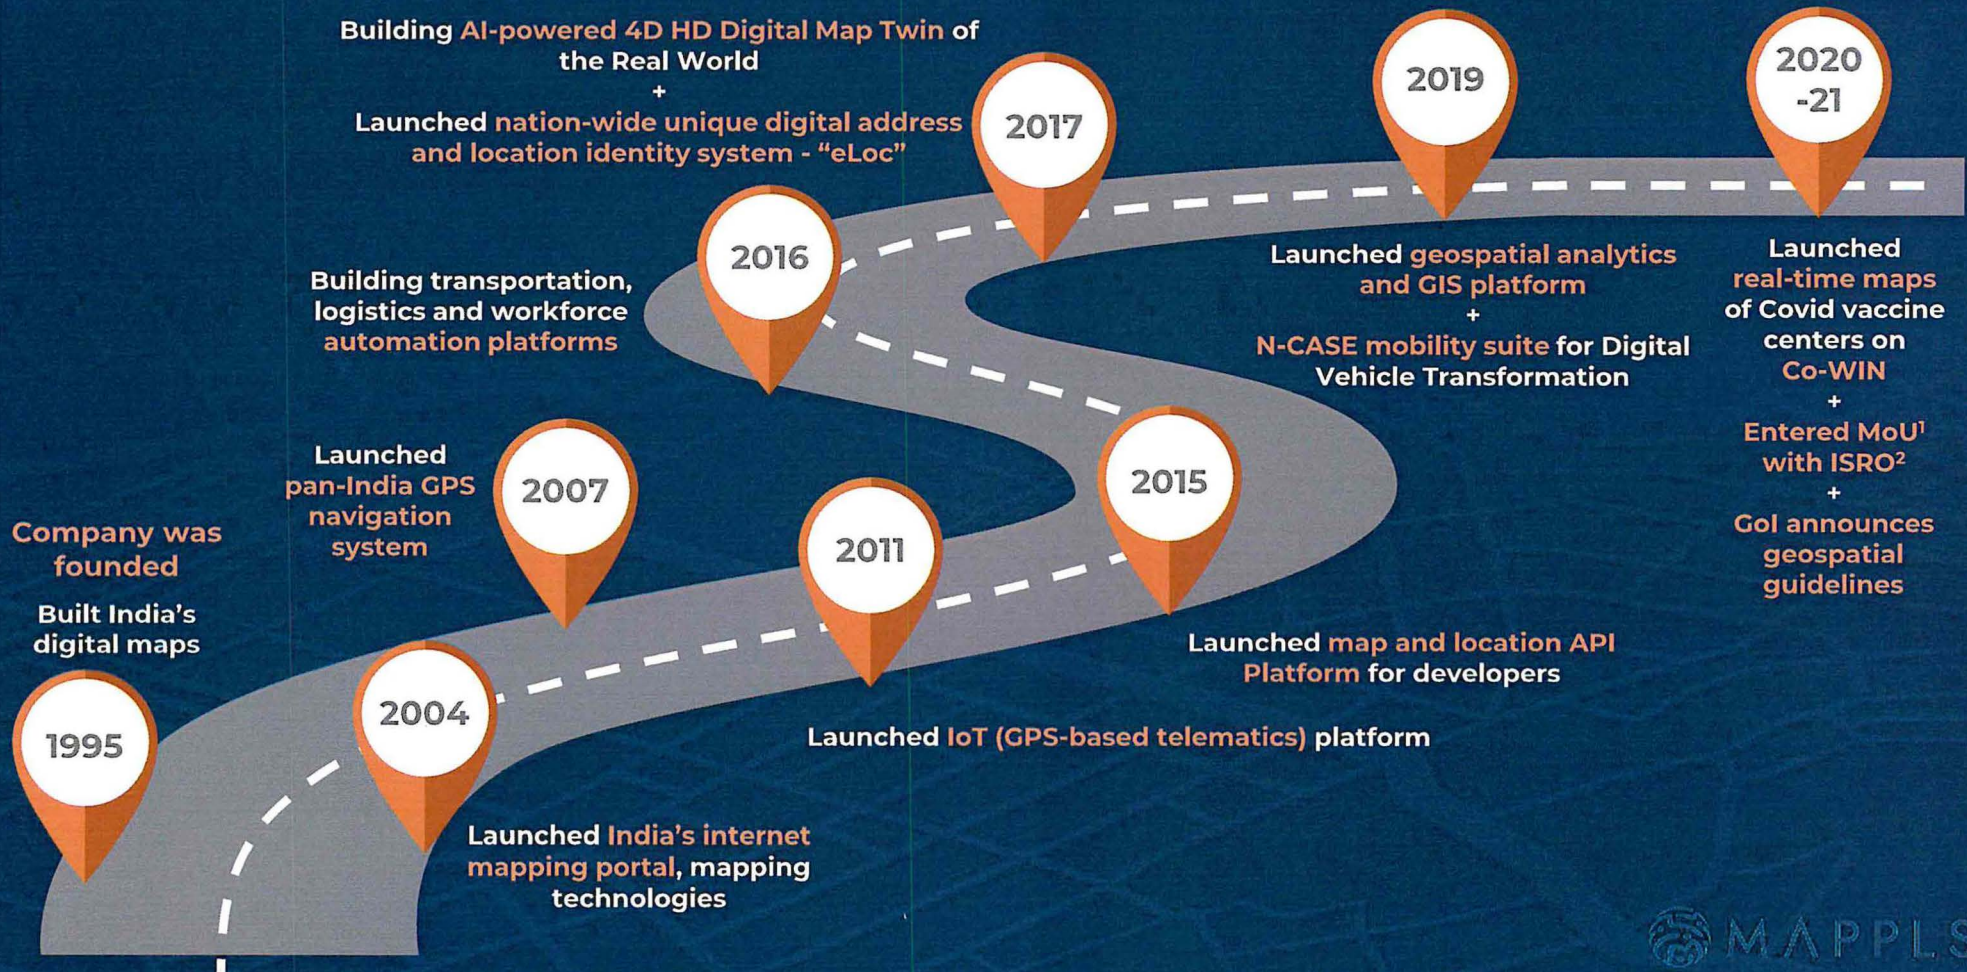 1995
Company was
founded
Built India's
digital maps
2004
Launched India's internet
mapping portal, mapping
technologies
2007
Launched
pan-India GPS
navigation
system
2011
Launched IoT (GPS-based telematics) platform
2015
Launched map and location API
Platform for developers
2016
Building transportation,
logistics and workforce
automation platforms
2017
Building AI-powered 4D HD Digital Map Twin of
the Real World
+
Launched nation-wide unique digital address
and location identity system - “eLoc”
2019
Launched geospatial analytics
and GIS platform
+
N-CASE mobility suite for Digital
Vehicle Transformation
2020
-21
Launched
real-time maps
of Covid vaccine
centers on
Co-WIN
+
Entered MoU¹
with ISRO²
+
GoI announces
geospatial
guidelines
MAPPLS